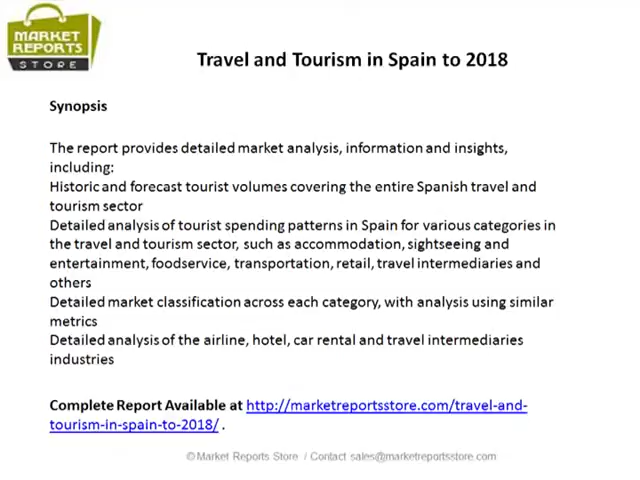 MARKET
REPORTS
STORE
Travel and Tourism in Spain to 2018
Synopsis
The report provides detailed market analysis, information and insights,
including:
Historic and forecast tourist volumes covering the entire Spanish travel and
tourism sector
Detailed analysis of tourist spending patterns in Spain for various categories in
the travel and tourism sector, such as accommodation, sightseeing and
entertainment, foodservice, transportation, retail, travel intermediaries and
others
Detailed market classification across each category, with analysis using similar
metrics
Detailed analysis of the airline, hotel, car rental and travel intermediaries
industries
Complete Report Available at http://marketreportsstore.com/travel-and-
tourism-in-spain-to-2018/ .
© Market Reports Store / Contact sales@marketreportsstore.com